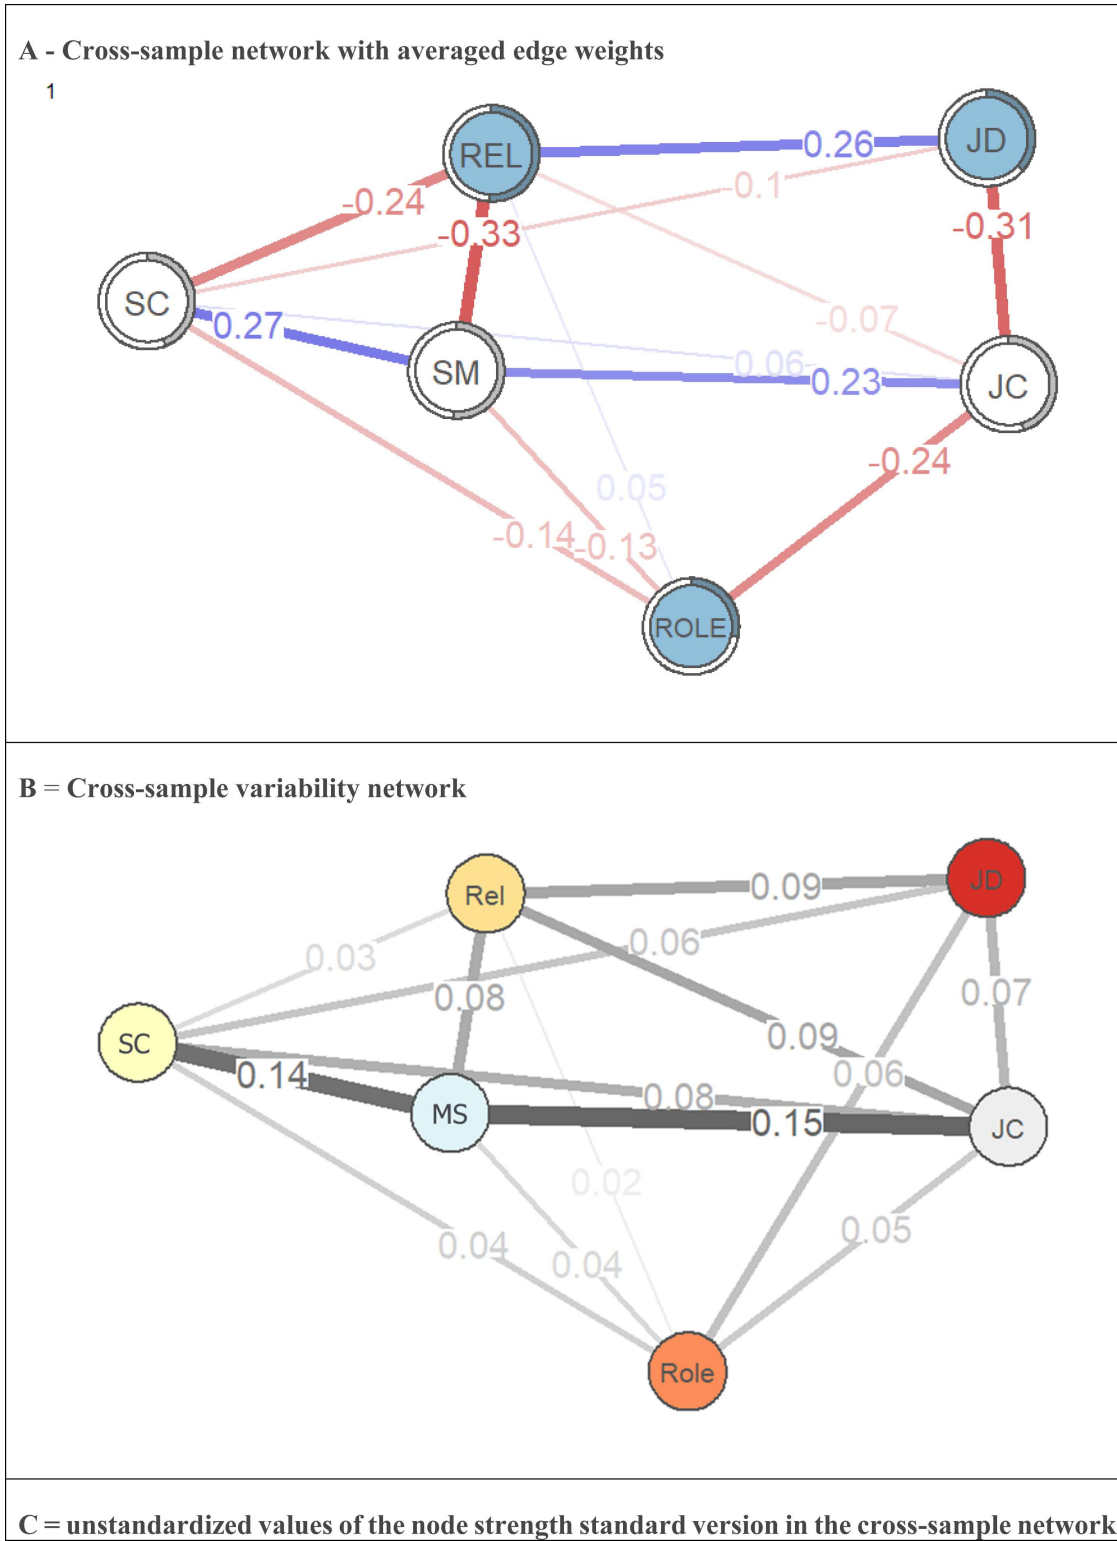 A - Cross-sample network with averaged edge weights
1
REL
JD
0.26
-0.1
-0.24
-0.33
-0.31
SC
0.27
-0.07
SM
0.06
0.23
JC
-0.24
0.05
-0.14
-0.13
ROLE
B = Cross-sample variability network
Rel
JD
0.09
0.03
0.06
0.08
0.07
SC
0.14
0.09
0.06
MS
0.08
0.15
JC
0.02
0.04
0.04
0.05
Role
C = unstandardized values of the node strength standard version in the cross-sample network